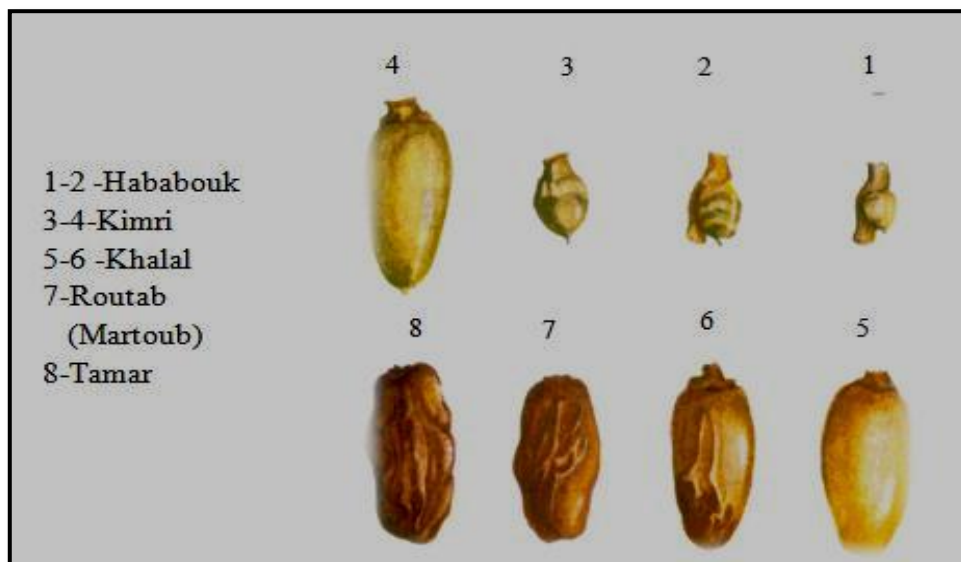 4 3 2 1
1-2 -Hababouk
3-4-Kimri
5-6 -Khalal
7-Routab
(Martoub)
8-Tamar
8 7 6 5